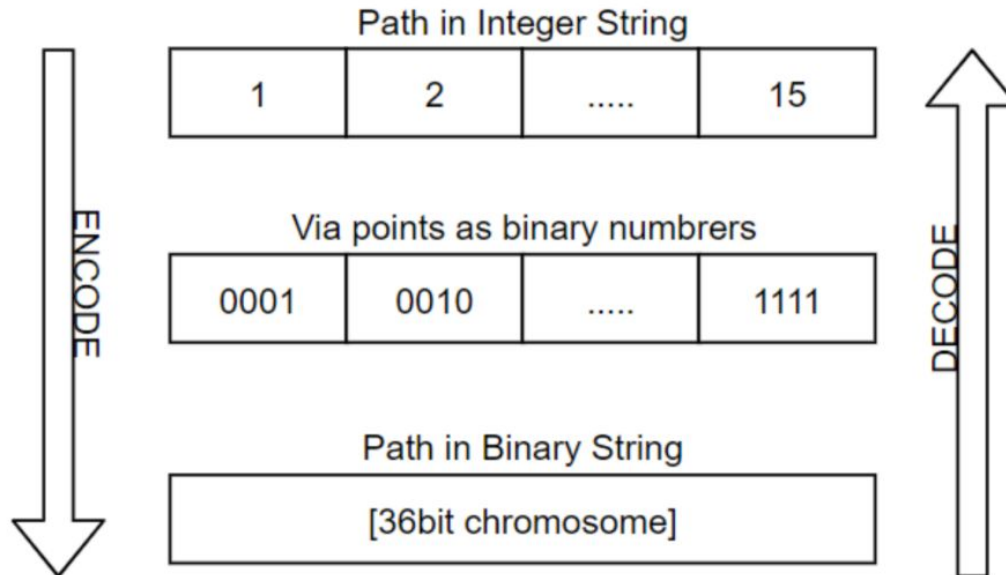 Path in Integer String
1 2 ..... 15
ENCODE
DECODE
Via points as binary numbrers
0001 0010 ..... 1111
Path in Binary String
[36bit chromosome]